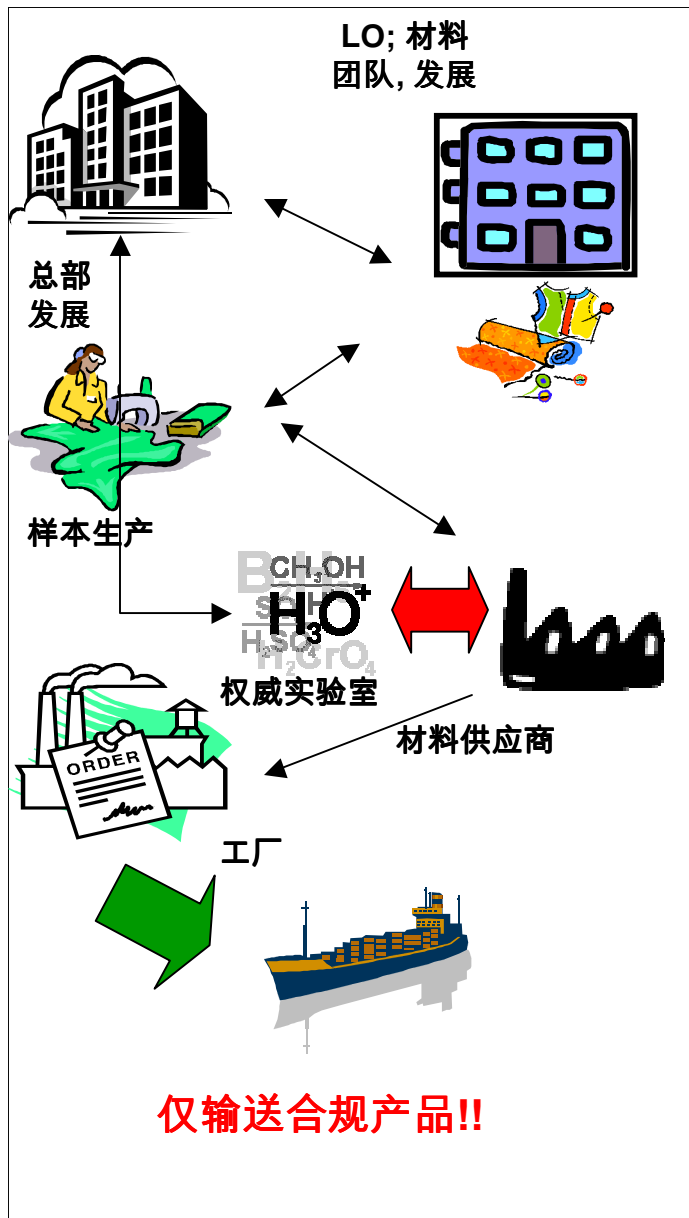 LO; 材料
团队, 发展
总部
发展
样本生产
CH₃OH
H₃O⁺
H₂SO₄
H₂CrO₄
权威实验室
材料供应商
ORDER
工厂
仅输送合规产品!!